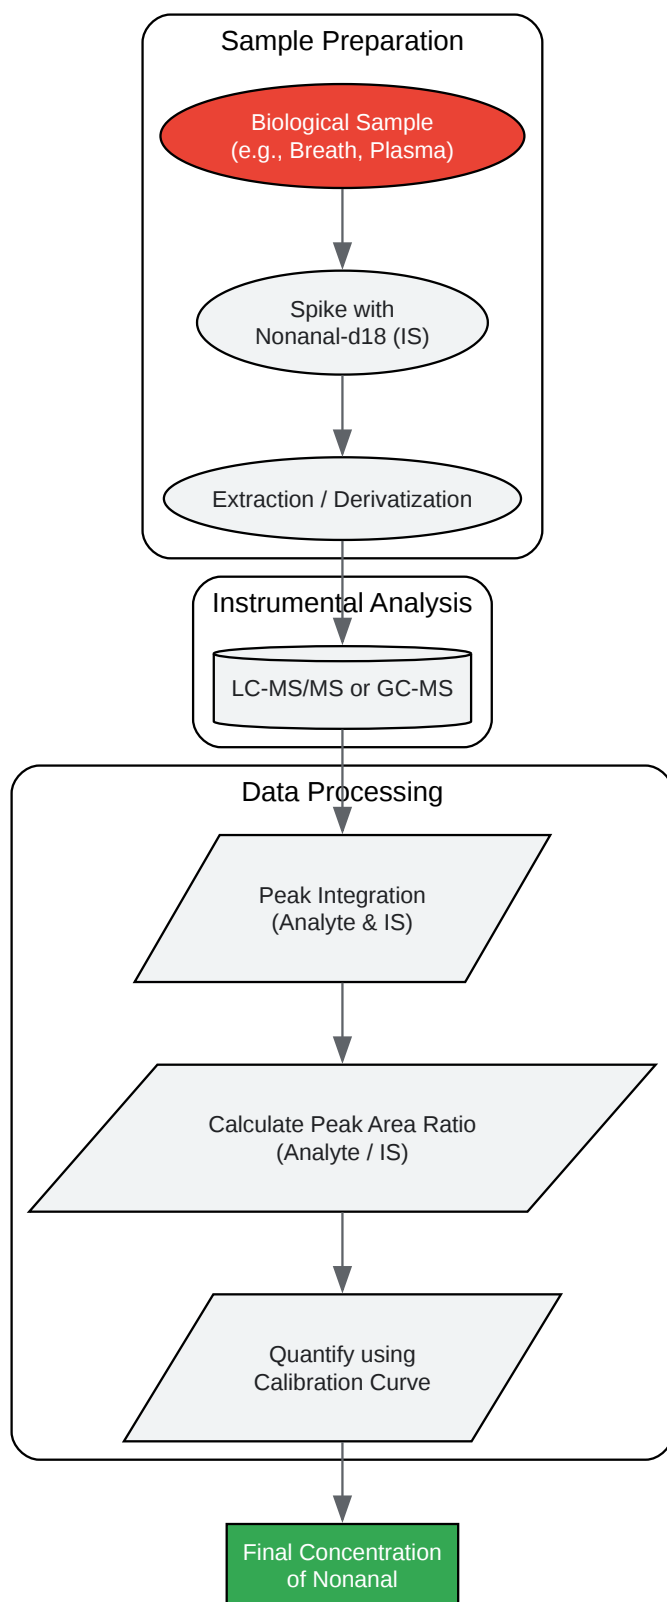 Sample Preparation
Biological Sample
(e.g., Breath, Plasma)
Spike with
Nonanal-d18 (IS)
Extraction / Derivatization
Instrumental Analysis
LC-MS/MS or GC-MS
Data Processing
Peak Integration
(Analyte & IS)
Calculate Peak Area Ratio
(Analyte / IS)
Quantify using
Calibration Curve
Final Concentration
of Nonanal